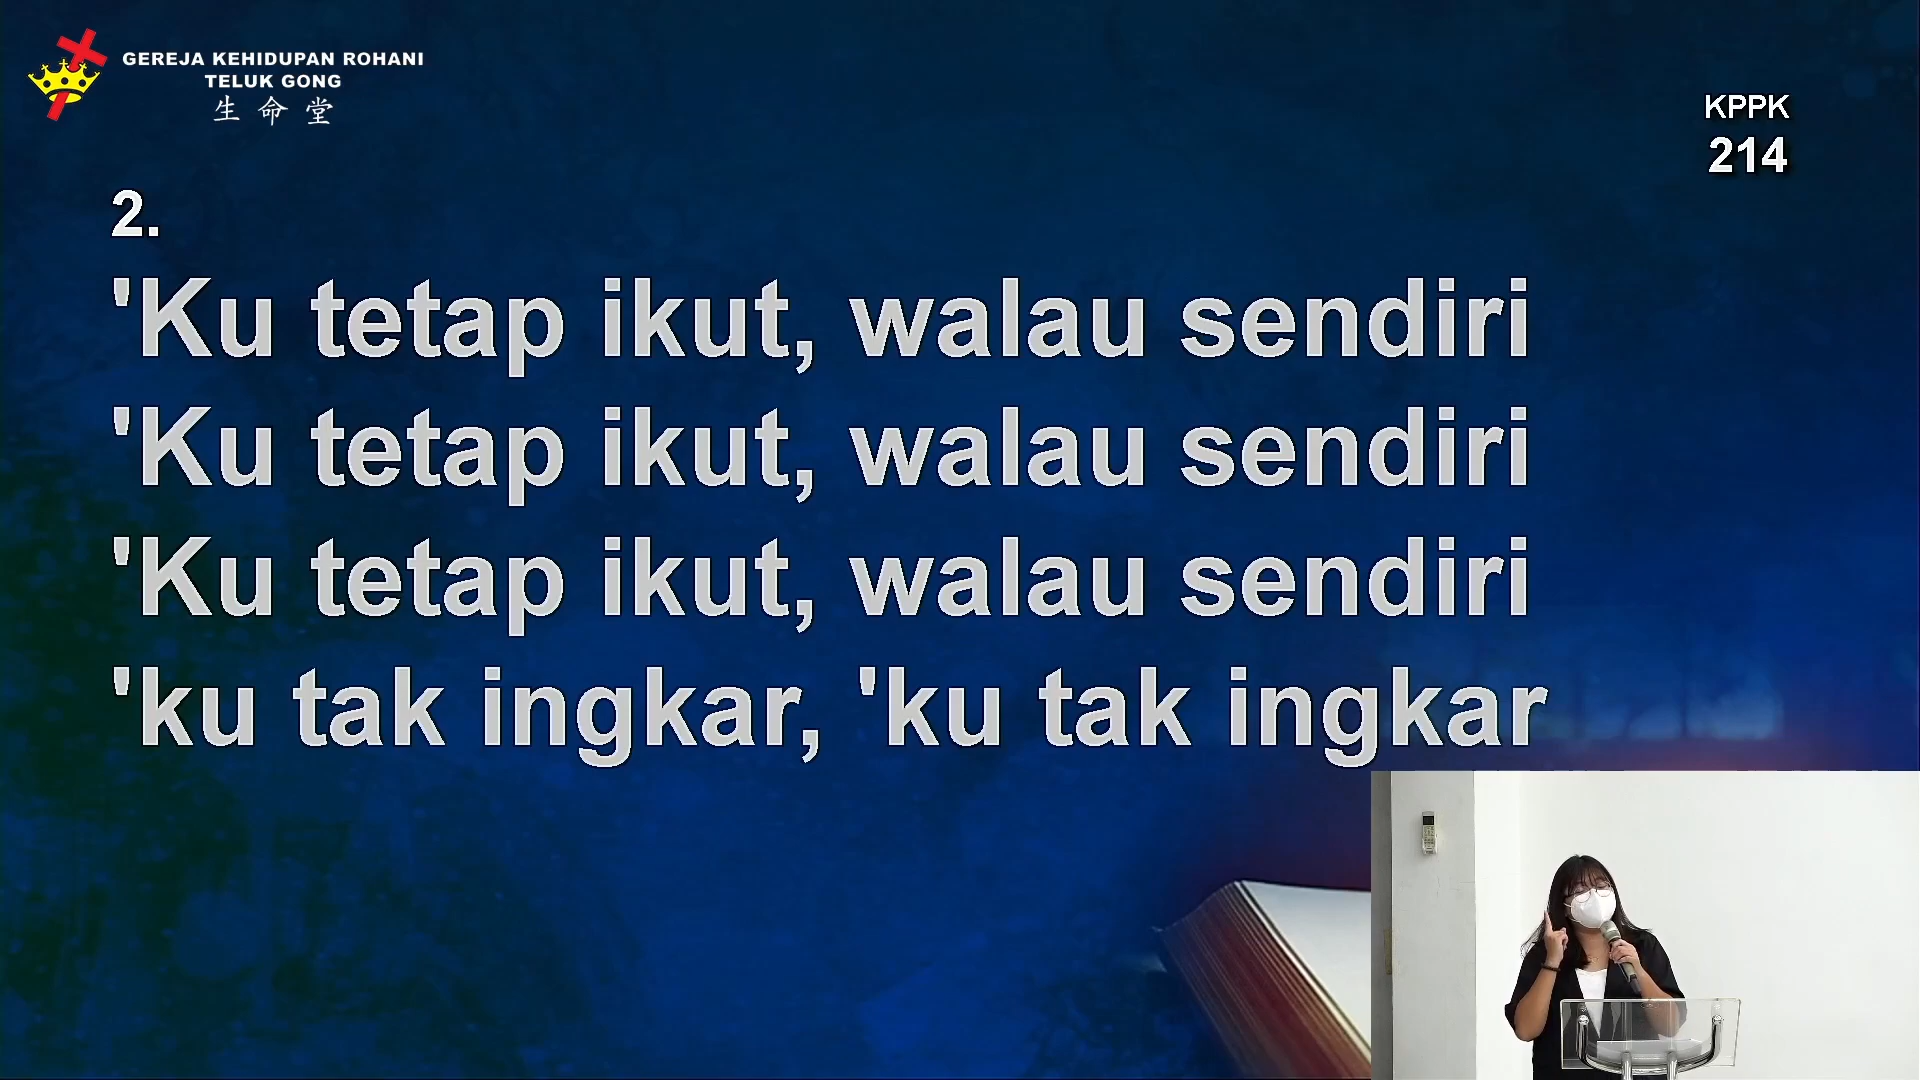 GEREJA KEHIDUPAN ROHANI
TELUK GONG
生命堂
KPPK
214
2.
'Ku tetap ikut, walau sendiri
'Ku tetap ikut, walau sendiri
'Ku tetap ikut, walau sendiri
'ku tak ingkar, 'ku tak ingkar